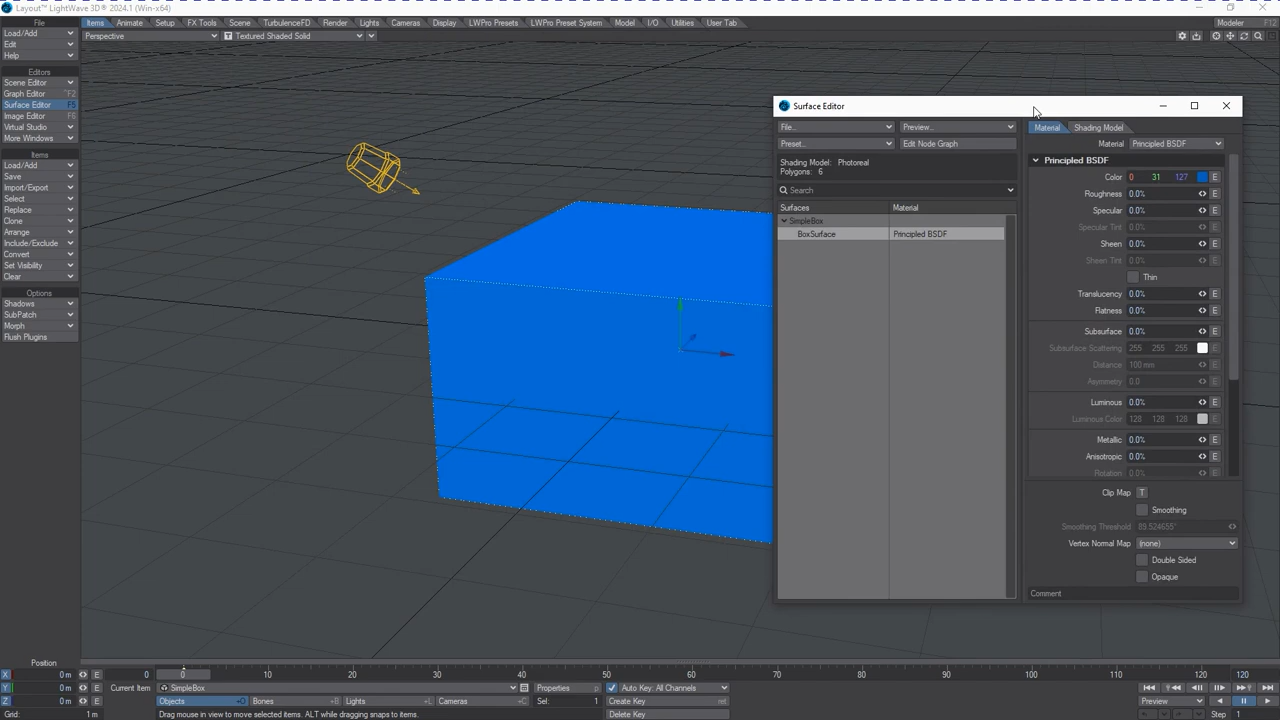 Layout™ LightWave 3D® 2024.1 (Win-x64)
File
Items
Animate
Setup
FX Tools
Scene
TurbulenceFD
Render
Lights
Cameras
Display
LWPro Presets
LWPro Preset System
Model
I/O
Utilities
User Tab
Modeler
F12
Load/Add
Edit
Help
Perspective
Textured Shaded Solid
Editors
Scene Editor
Graph Editor ^F2
Surface Editor F5
Image Editor F6
Virtual Studio
More Windows
Items
Load/Add
Save
Import/Export
Select
Replace
Clone
Arrange
Include/Exclude
Convert
Set Visibility
Clear
Options
Shadows
SubPatch
Morph
Flush Plugins
Surface Editor
File...
Preview...
Preset...
Edit Node Graph
Shading Model: Photoreal
Polygons: 6
Search
Surfaces
Material
SimpleBox
BoxSurface
Principled BSDF
Material
Shading Model
Material Principled BSDF
Principled BSDF
Color 0 31 127 E
Roughness 0.0% E
Specular 0.0% E
Specular Tint E
Sheen 0.0% E
Sheen Tint E
Thin
Translucency 0.0% E
Flatness 0.0% E
Subsurface 0.0% E
Subsurface Scattering 255 255 255 E
Distance 100 mm E
Asymmetry 0.0 E
Luminous 0.0% E
Luminous Color 128 128 128 E
Metallic 0.0% E
Anisotropic 0.0% E
Rotation 0.0% E
Clip Map T
Smoothing
Smoothing Threshold 89.524655°
Vertex Normal Map (none)
Double Sided
Opaque
Comment
Position
X 0 m E
Y 0 m E
Z 0 m E
Grid: 1 m
0
0 10 20 30 40 50 60 70 80 90 100 110 120
120
Current Item SimpleBox
Properties p
Auto Key: All Channels
Objects +O
Bones +B
Lights +L
Cameras +C
Sel: 1
Create Key ret
Delete Key
Drag mouse in view to move selected items. ALT while dragging snaps to items.
Preview
Step 1